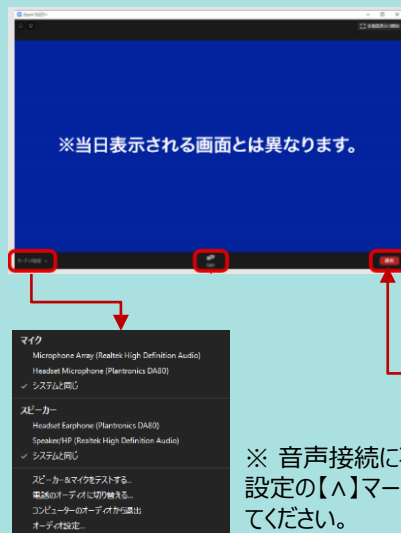 ※当日表示される画面とは異なります。
マイク
Microphone Array (Realtek High Definition Audio)
Headset Microphone (Plantronics DA80)
✓ システムと同じ
スピーカー
Headset Earphone (Plantronics DA80)
Speaker/HP (Realtek High Definition Audio)
✓ システムと同じ
スピーカー&マイクをテストする...
電話のオーディオに切り替える...
コンピューターのオーディオから退出
オーディオ設定...
※ 音声接続に
設定の【∧】マー
てください。